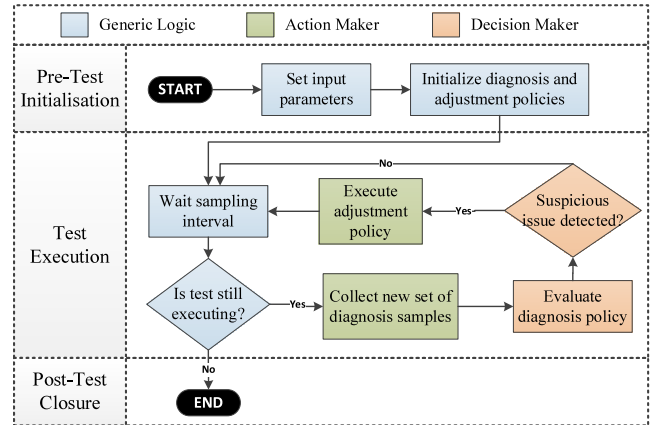 Generic Logic
Action Maker
Decision Maker
Pre-Test
Initialisation
START
Set input
parameters
Initialize diagnosis and
adjustment policies
Test
Execution
No
Wait sampling
interval
Execute
adjustment
policy
Yes
Suspicious
issue detected?
Is test still
executing?
Yes
Collect new set of
diagnosis samples
Evaluate
diagnosis policy
No
Post-Test
Closure
END